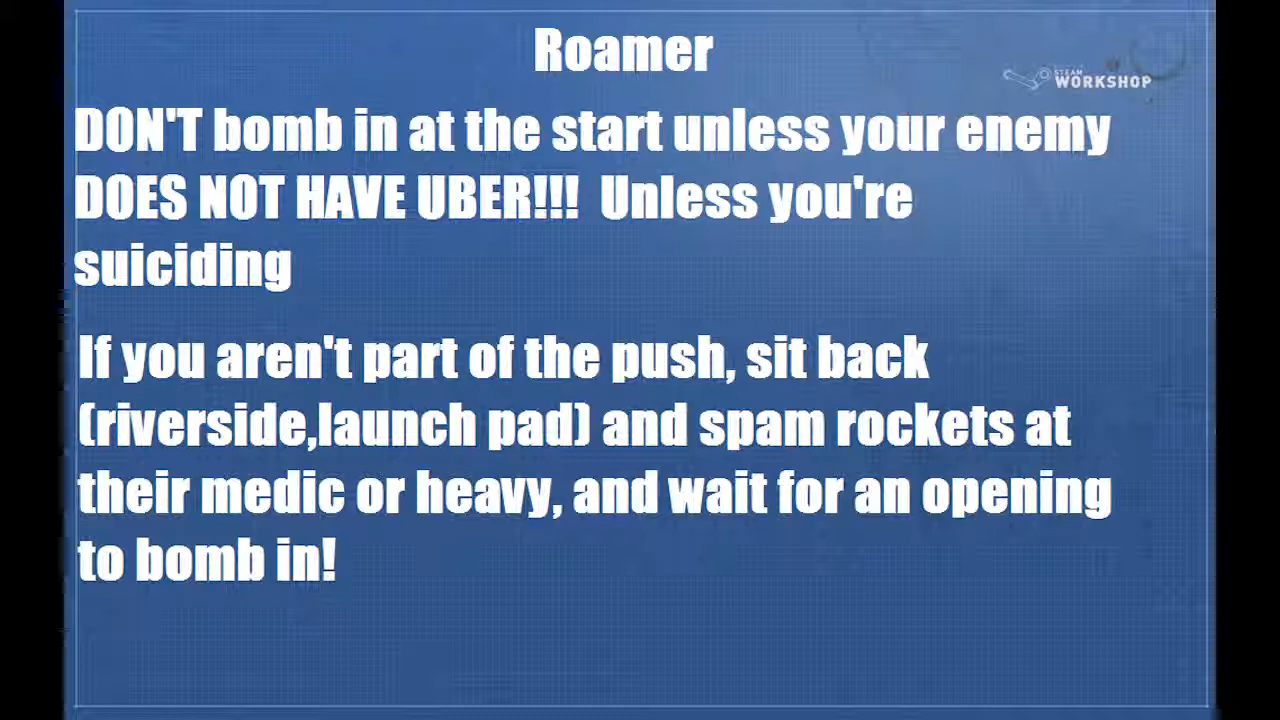 Roamer
STEAM
WORKSHOP
DON'T bomb in at the start unless your enemy
DOES NOT HAVE UBER!!!  Unless you're
suiciding
If you aren't part of the push, sit back
(riverside,launch pad) and spam rockets at
their medic or heavy, and wait for an opening
to bomb in!